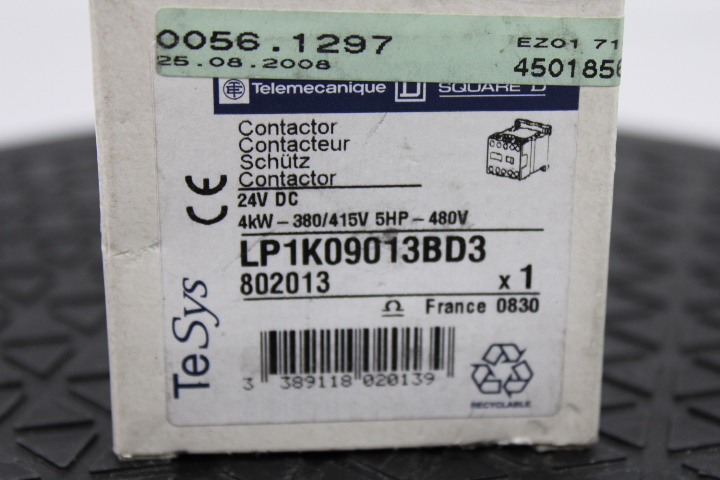 0056.1297
EZ01 71
25.08.2008
450185
Telemecanique SQUARE D
Contactor
Contacteur
Schütz
Contactor
24V DC
4kW-380/415V 5HP-480V
LP1K09013BD3
802013
x 1
France 0830
TeSys
CE
3 389118 020139
RECYCLABLE